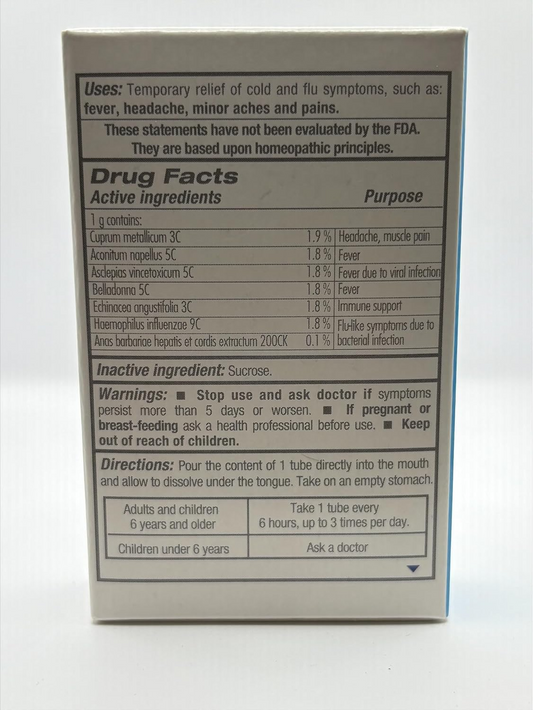 Uses: Temporary relief of cold and flu symptoms, such as:
fever, headache, minor aches and pains.
These statements have not been evaluated by the FDA.
They are based upon homeopathic principles.
Drug Facts
Active ingredients Purpose
1 g contains:
Cuprum metallicum 3C 1.9 % Headache, muscle pain
Aconitum napellus 5C 1.8 % Fever
Asclepias vincetoxicum 5C 1.8 % Fever due to viral infection
Belladonna 5C 1.8 % Fever
Echinacea angustifolia 3C 1.8 % Immune support
Haemophilus influenzae 9C 1.8 % Flu-like symptoms due to
Anas barbariae hepatis et cordis extractum 200CK 0.1 % bacterial infection
Inactive ingredient: Sucrose.
Warnings: ■ Stop use and ask doctor if symptoms
persist more than 5 days or worsen. ■ If pregnant or
breast-feeding ask a health professional before use. ■ Keep
out of reach of children.
Directions: Pour the content of 1 tube directly into the mouth
and allow to dissolve under the tongue. Take on an empty stomach.
Adults and children Take 1 tube every
6 years and older 6 hours, up to 3 times per day.
Children under 6 years Ask a doctor